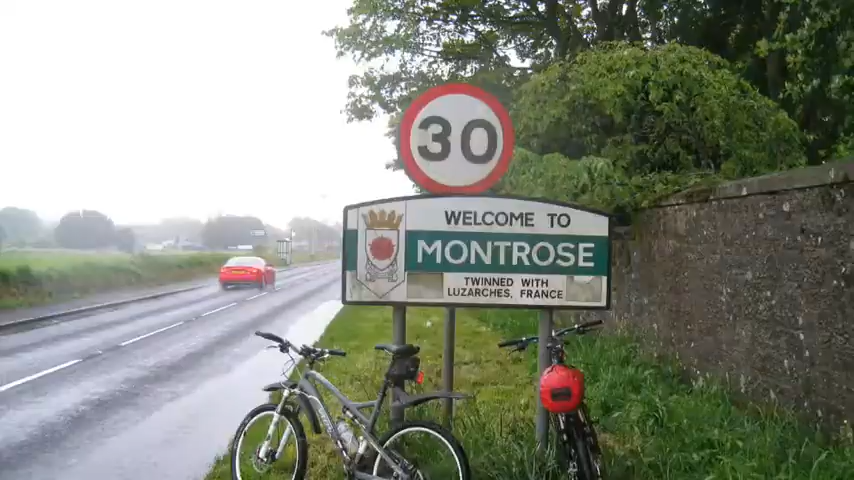 30
WELCOME TO
MONTROSE
TWINNED WITH
LUZARCHES, FRANCE